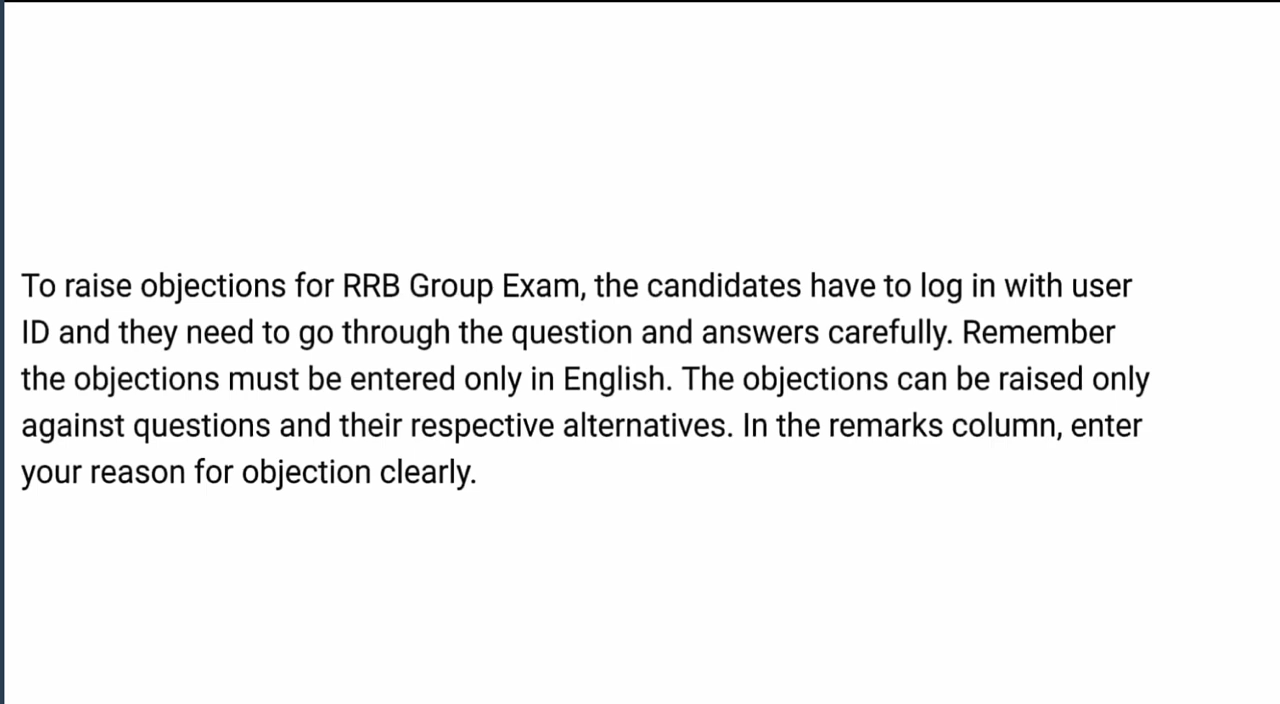 To raise objections for RRB Group Exam, the candidates have to log in with user
ID and they need to go through the question and answers carefully. Remember
the objections must be entered only in English. The objections can be raised only
against questions and their respective alternatives. In the remarks column, enter
your reason for objection clearly.